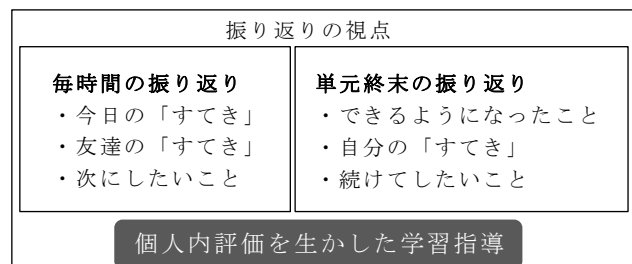 振り返りの視点
毎時間の振り返り
・今日の「すてき」
・友達の「すてき」
・次にしたいこと
単元終末の振り返り
・できるようになったこと
・自分の「すてき」
・続けてしたいこと
個人内評価を生かした学習指導